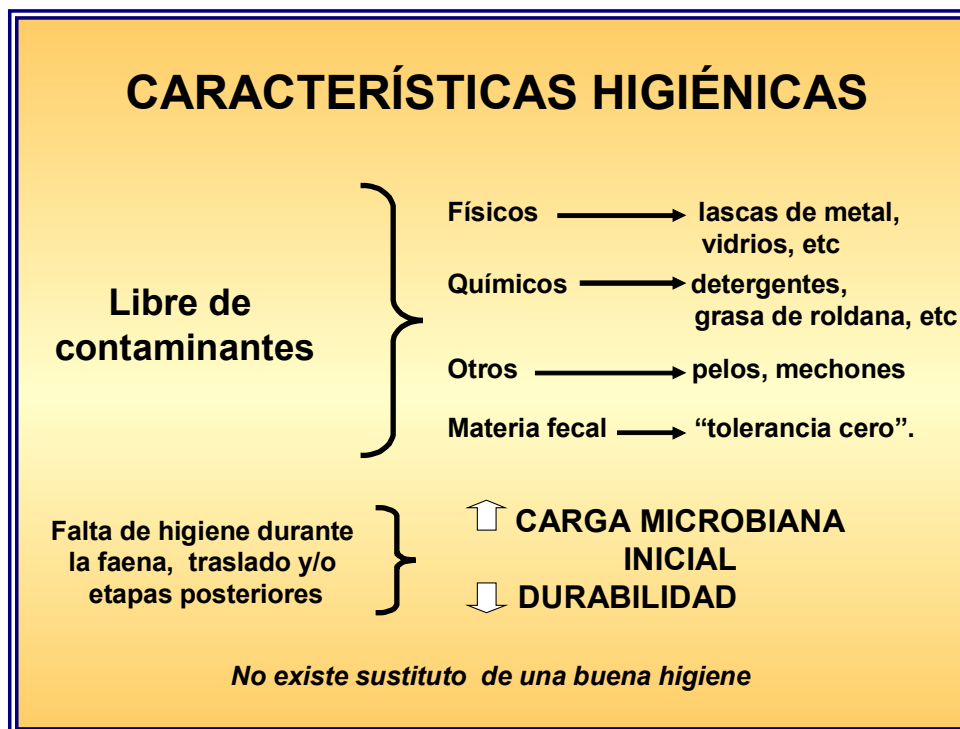 CARACTERÍSTICAS HIGIÉNICAS
Libre de
contaminantes
Físicos
lascas de metal,
vidrios, etc
Químicos
detergentes,
grasa de roldana, etc
Otros
pelos, mechones
Materia fecal
“tolerancia cero”.
Falta de higiene durante
la faena, traslado y/o
etapas posteriores
CARGA MICROBIANA
INICIAL
DURABILIDAD
No existe sustituto de una buena higiene